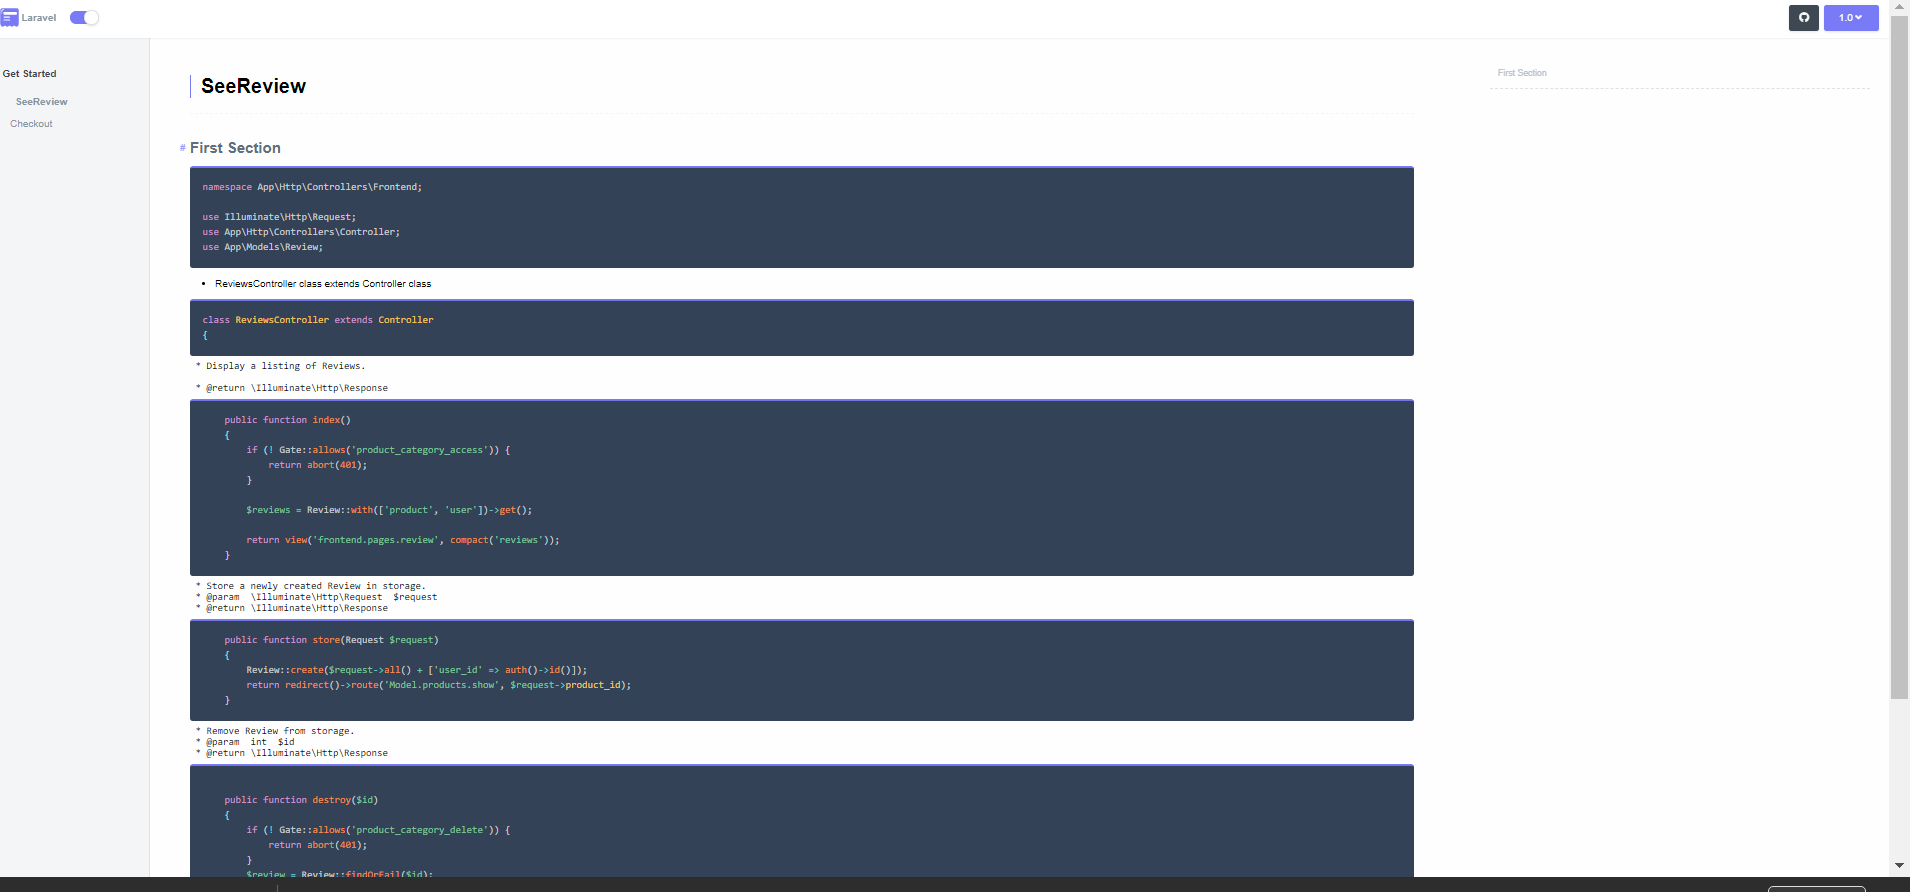 Laravel
1.0
Get Started
SeeReview
Checkout
SeeReview
First Section
# First Section
namespace App\Http\Controllers\Frontend;
use Illuminate\Http\Request;
use App\Http\Controllers\Controller;
use App\Models\Review;
• ReviewsController class extends Controller class
class ReviewsController extends Controller
{
* Display a listing of Reviews.
* @return \Illuminate\Http\Response
public function index()
{
if (! Gate::allows('product_category_access')) {
return abort(401);
}
$reviews = Review::with(['product', 'user'])->get();
return view('frontend.pages.review', compact('reviews'));
}
* Store a newly created Review in storage.
* @param  \Illuminate\Http\Request  $request
* @return \Illuminate\Http\Response
public function store(Request $request)
{
Review::create($request->all() + ['user_id' => auth()->id()]);
return redirect()->route('Model.products.show', $request->product_id);
}
* Remove Review from storage.
* @param  int  $id
* @return \Illuminate\Http\Response
public function destroy($id)
{
if (! Gate::allows('product_category_delete')) {
return abort(401);
}
$review = Review::findOrFail($id);